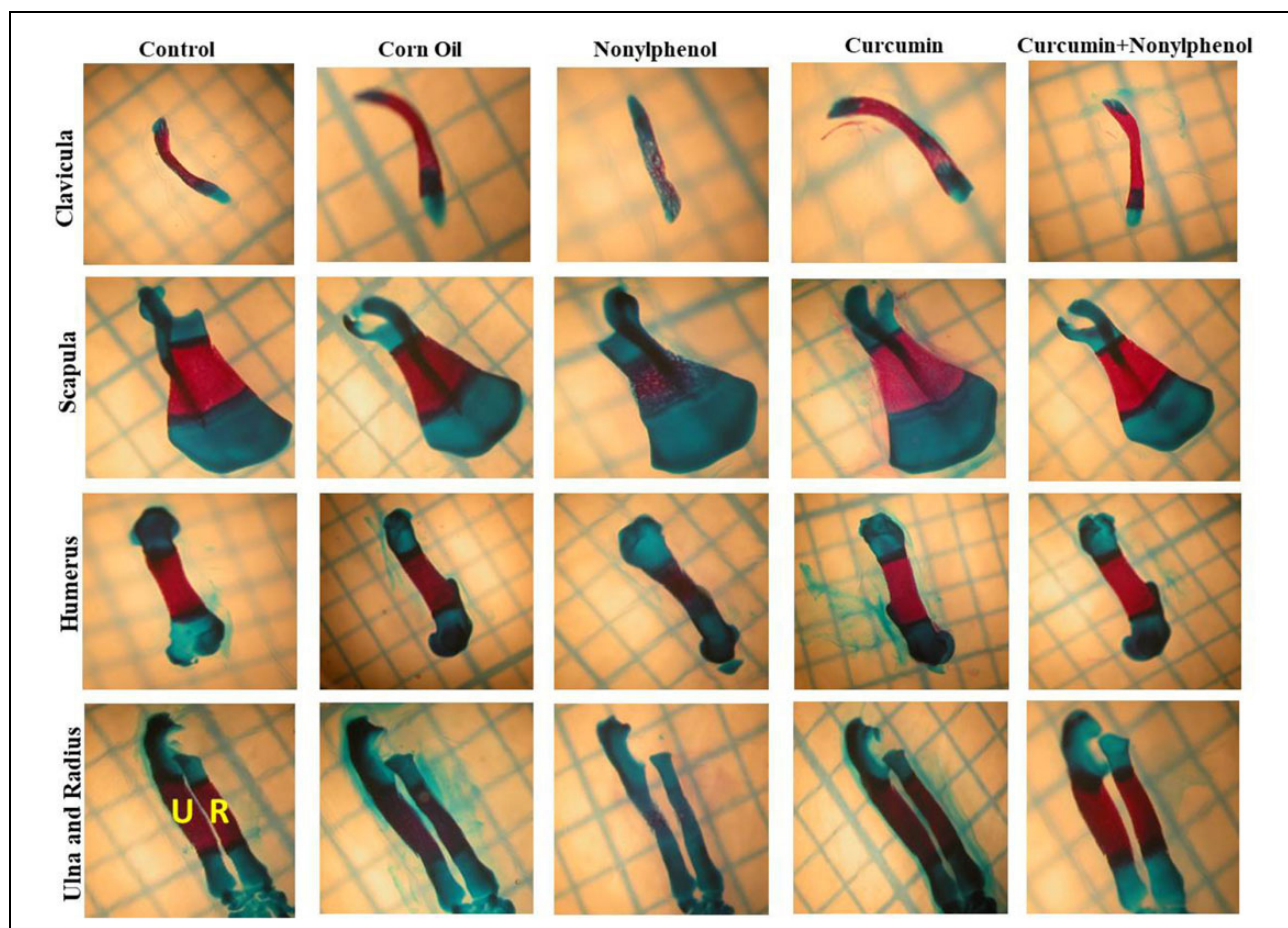 Control
Corn Oil
Nonylphenol
Curcumin
Curcumin+Nonylphenol
Clavicula
Scapula
Humerus
Ulna and Radius
U R